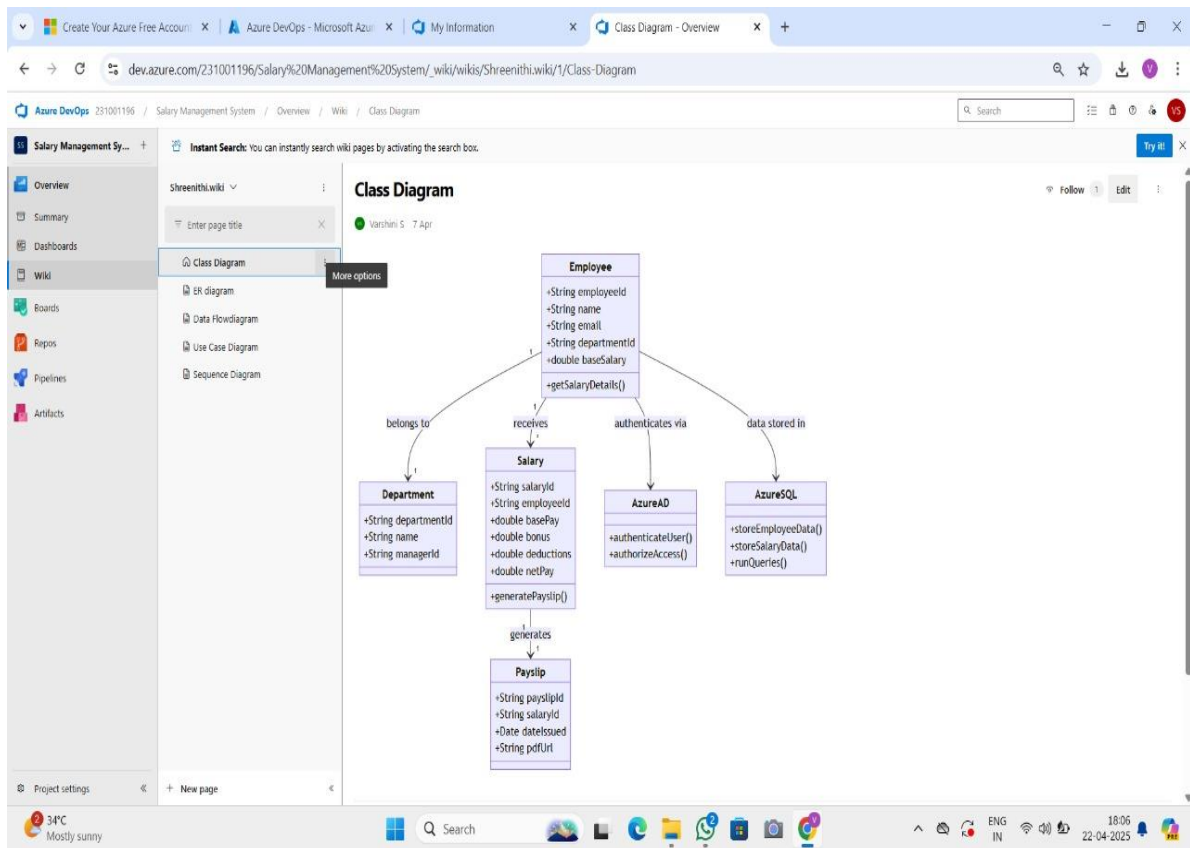 Create Your Azure Free Account
Azure DevOps - Microsoft Azur
My Information
Class Diagram - Overview
dev.azure.com/231001196/Salary%20Management%20System/_wiki/wikis/Shreenithi.wiki/1/Class-Diagram
V
Azure DevOps 231001196 / Salary Management System / Overview / Wiki / Class Diagram
Search
VS
SS Salary Management Sy... +
Instant Search: You can instantly search wiki pages by activating the search box.
Try it!
Overview
Summary
Dashboards
Wiki
Boards
Repos
Pipelines
Artifacts
Project settings
Shreenithi.wiki
Enter page title
Class Diagram
More options
ER diagram
Data Flowdiagram
Use Case Diagram
Sequence Diagram
+ New page
Class Diagram
Follow 1 Edit
Varshini S 7 Apr
Employee
+String employeeId
+String name
+String email
+String departmentId
+double baseSalary
+getSalaryDetails()
1
1
belongs to
receives
authenticates via
data stored in
1
*
Department
+String departmentId
+String name
+String managerId
Salary
+String salaryId
+String employeeId
+double basePay
+double bonus
+double deductions
+double netPay
+generatePayslip()
AzureAD
+authenticateUser()
+authorizeAccess()
AzureSQL
+storeEmployeeData()
+storeSalaryData()
+runQueries()
1
generates
1
Payslip
+String payslipId
+String salaryId
+Date dateIssued
+String pdfUrl
2
34°C
Mostly sunny
Search
2
ENG
IN
18:06
22-04-2025